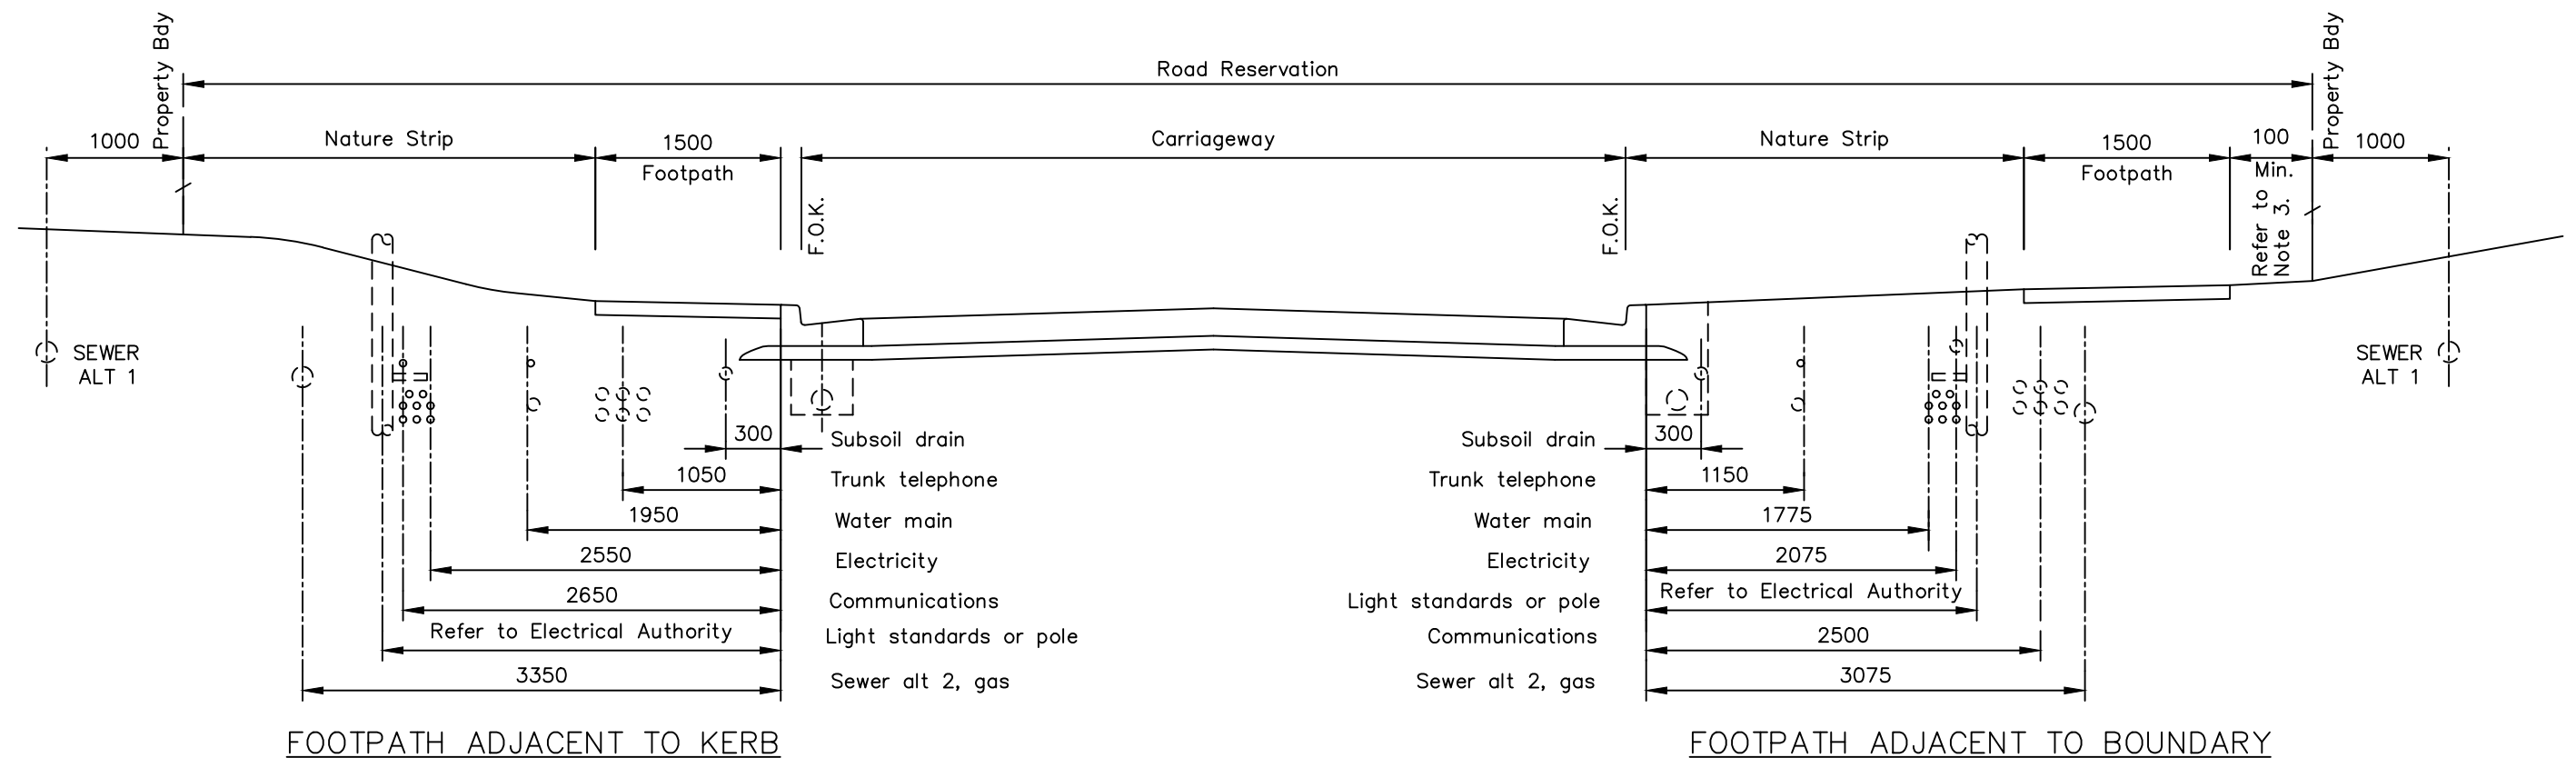 Property Bdy
Property Bdy
Road Reservation
1000
Nature Strip
1500
Footpath
Carriageway
Nature Strip
1500
Footpath
100
Min.
Refer to
Note 3.
1000
F.O.K.
F.O.K.
SEWER
ALT 1
SEWER
ALT 1
300
Subsoil drain
Subsoil drain
300
1050
Trunk telephone
Trunk telephone
1150
1950
Water main
Water main
1775
2550
Electricity
Electricity
2075
2650
Communications
Light standards or pole
Refer to Electrical Authority
Refer to Electrical Authority
Light standards or pole
Communications
2500
3350
Sewer alt 2, gas
Sewer alt 2, gas
3075
FOOTPATH ADJACENT TO KERB
FOOTPATH ADJACENT TO BOUNDARY